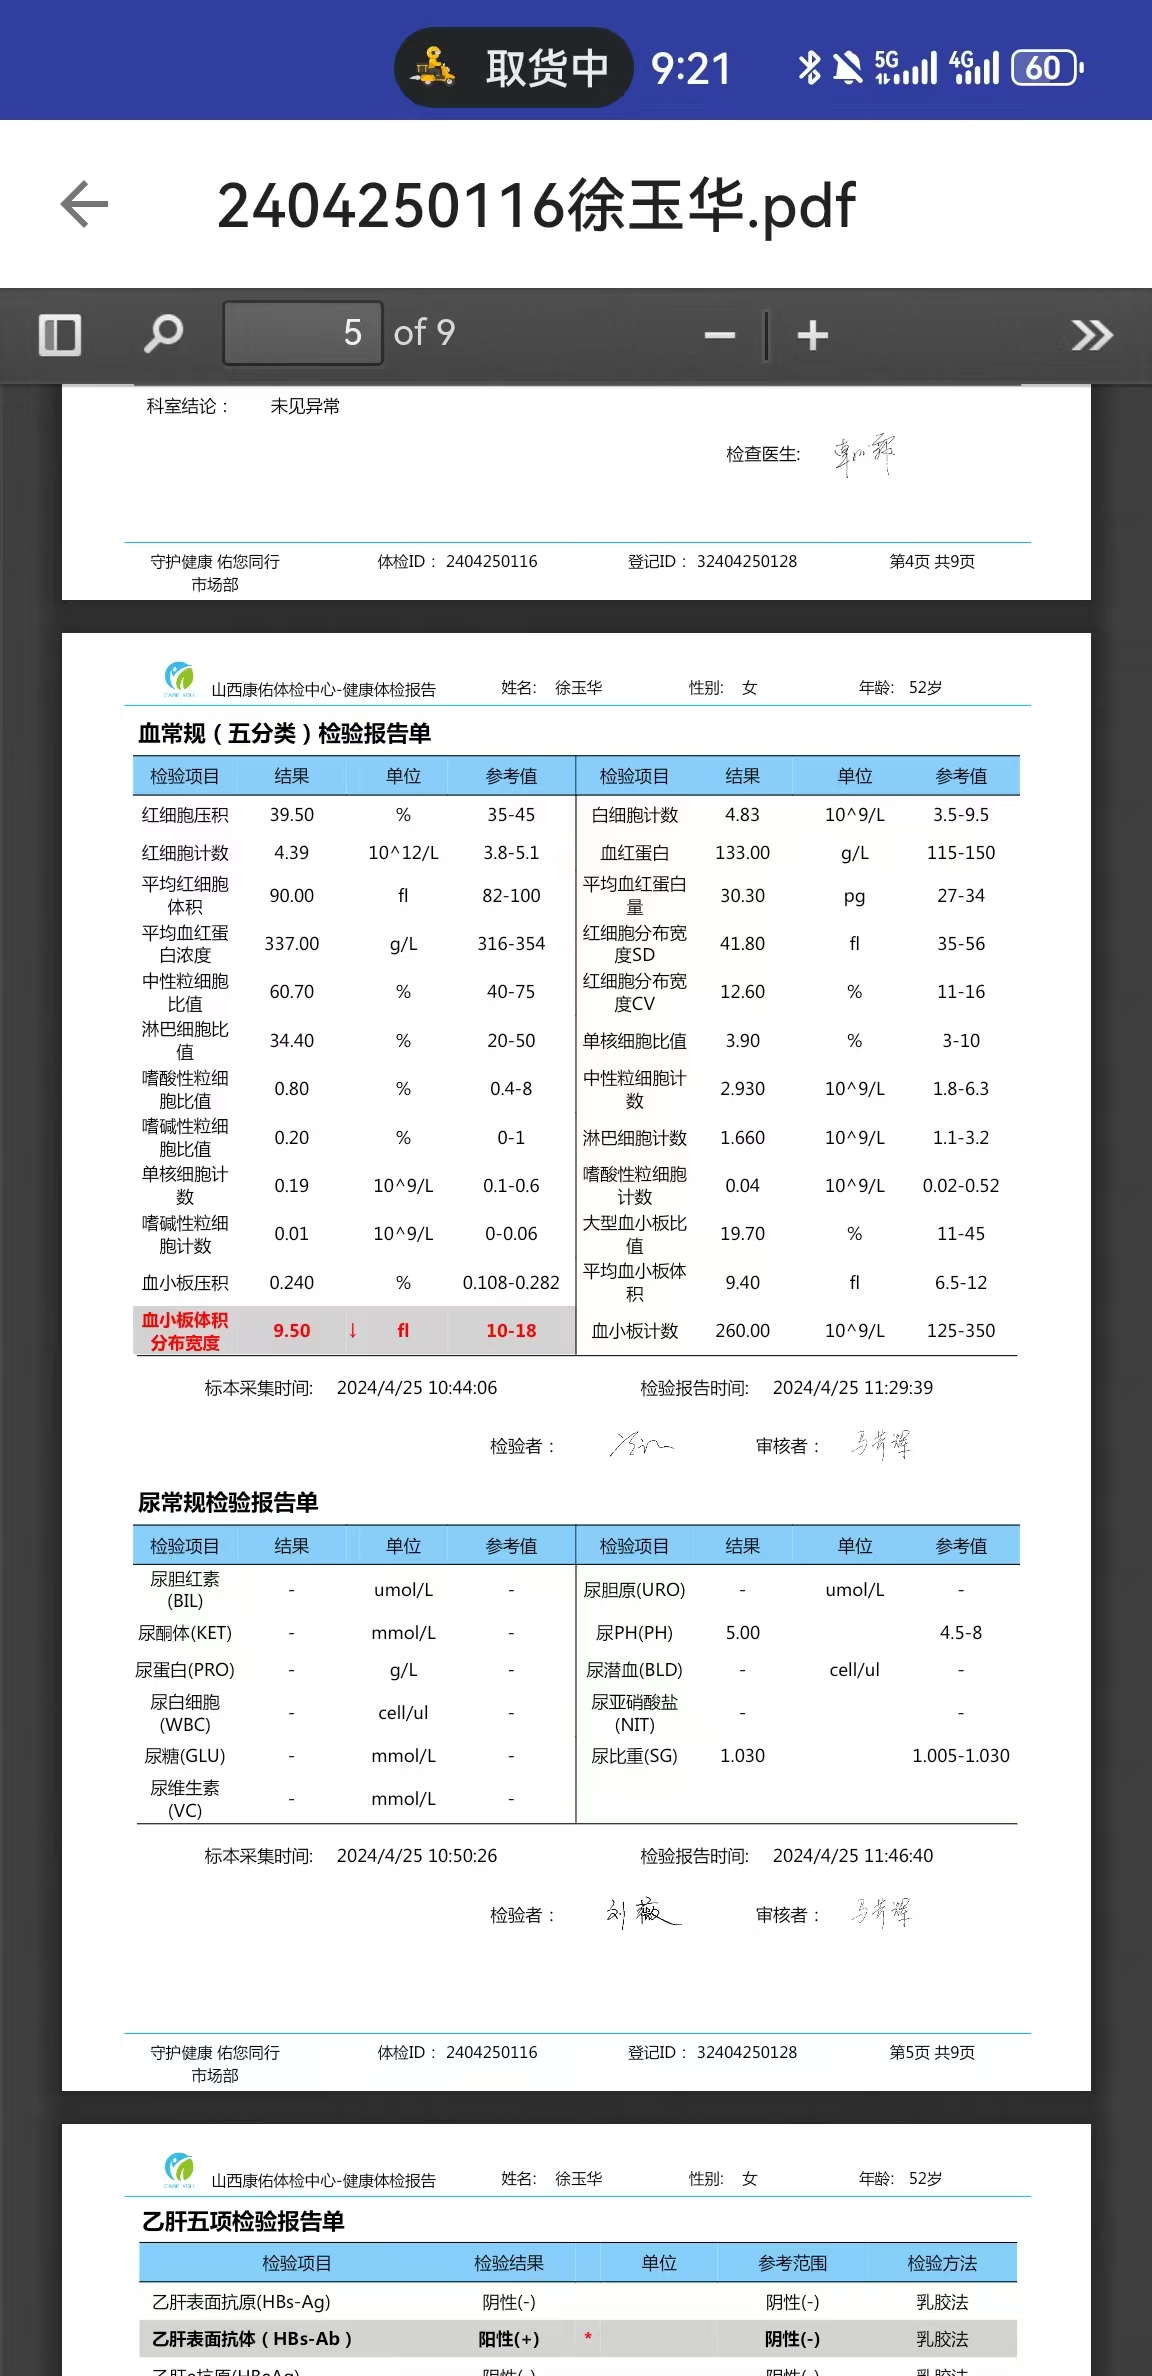 取货中 9:21 5G 4G 60
2404250116徐玉华.pdf
5 of 9
科室结论： 未见异常
检查医生:
守护健康 佑您同行 体检ID： 2404250116 登记ID： 32404250128 第4页 共9页
市场部
CARE YOU 山西康佑体检中心-健康体检报告 姓名: 徐玉华 性别: 女 年龄: 52岁
血常规（五分类）检验报告单
检验项目 结果 单位 参考值 检验项目 结果 单位 参考值
红细胞压积 39.50 % 35-45 白细胞计数 4.83 10^9/L 3.5-9.5
红细胞计数 4.39 10^12/L 3.8-5.1 血红蛋白 133.00 g/L 115-150
平均红细胞体积 90.00 fl 82-100 平均血红蛋白量 30.30 pg 27-34
平均血红蛋白浓度 337.00 g/L 316-354 红细胞分布宽度SD 41.80 fl 35-56
中性粒细胞比值 60.70 % 40-75 红细胞分布宽度CV 12.60 % 11-16
淋巴细胞比值 34.40 % 20-50 单核细胞比值 3.90 % 3-10
嗜酸性粒细胞比值 0.80 % 0.4-8 中性粒细胞计数 2.930 10^9/L 1.8-6.3
嗜碱性粒细胞比值 0.20 % 0-1 淋巴细胞计数 1.660 10^9/L 1.1-3.2
单核细胞计数 0.19 10^9/L 0.1-0.6 嗜酸性粒细胞计数 0.04 10^9/L 0.02-0.52
嗜碱性粒细胞计数 0.01 10^9/L 0-0.06 大型血小板比值 19.70 % 11-45
血小板压积 0.240 % 0.108-0.282 平均血小板体积 9.40 fl 6.5-12
血小板体积分布宽度 9.50 ↓ fl 10-18 血小板计数 260.00 10^9/L 125-350
标本采集时间: 2024/4/25 10:44:06 检验报告时间: 2024/4/25 11:29:39
检验者： 审核者：
尿常规检验报告单
检验项目 结果 单位 参考值 检验项目 结果 单位 参考值
尿胆红素(BIL) - umol/L - 尿胆原(URO) - umol/L -
尿酮体(KET) - mmol/L - 尿PH(PH) 5.00 4.5-8
尿蛋白(PRO) - g/L - 尿潜血(BLD) - cell/ul -
尿白细胞(WBC) - cell/ul - 尿亚硝酸盐(NIT) - -
尿糖(GLU) - mmol/L - 尿比重(SG) 1.030 1.005-1.030
尿维生素(VC) - mmol/L -
标本采集时间: 2024/4/25 10:50:26 检验报告时间: 2024/4/25 11:46:40
检验者： 刘薇 审核者：
守护健康 佑您同行 体检ID： 2404250116 登记ID： 32404250128 第5页 共9页
市场部
CARE YOU 山西康佑体检中心-健康体检报告 姓名: 徐玉华 性别: 女 年龄: 52岁
乙肝五项检验报告单
检验项目 检验结果 单位 参考范围 检验方法
乙肝表面抗原(HBs-Ag) 阴性(-) 阴性(-) 乳胶法
乙肝表面抗体（HBs-Ab） 阳性(+) * 阴性(-) 乳胶法
乙肝e抗原(HBeAg) 阴性(-) 阴性(-) 乳胶法